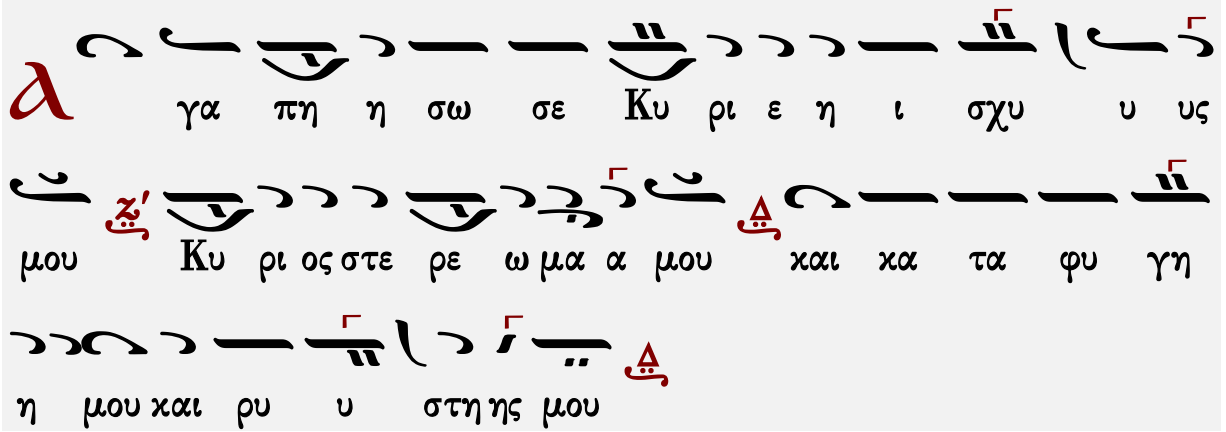 α γα πη η σω σε Κυ ρι ε η ι σχυ υ υς
μου ζ′ Κυ ρι ος στε ρε ω μα α μου Δ και κα τα φυ γη
η μου και ρυ υ στη ης μου Δ